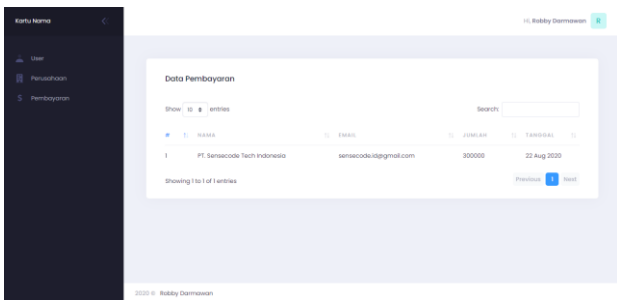 Kartu Nama
Hi, Robby Darmawan R
User
Perusahaan
Pembayaran
Data Pembayaran
Show 10 entries
Search:
# NAMA EMAIL JUMLAH TANGGAL
1 PT. Sensecode Tech Indonesia sensecode.id@gmail.com 300000 22 Aug 2020
Showing 1 to 1 of 1 entries
Previous 1 Next
2020 © Robby Darmawan